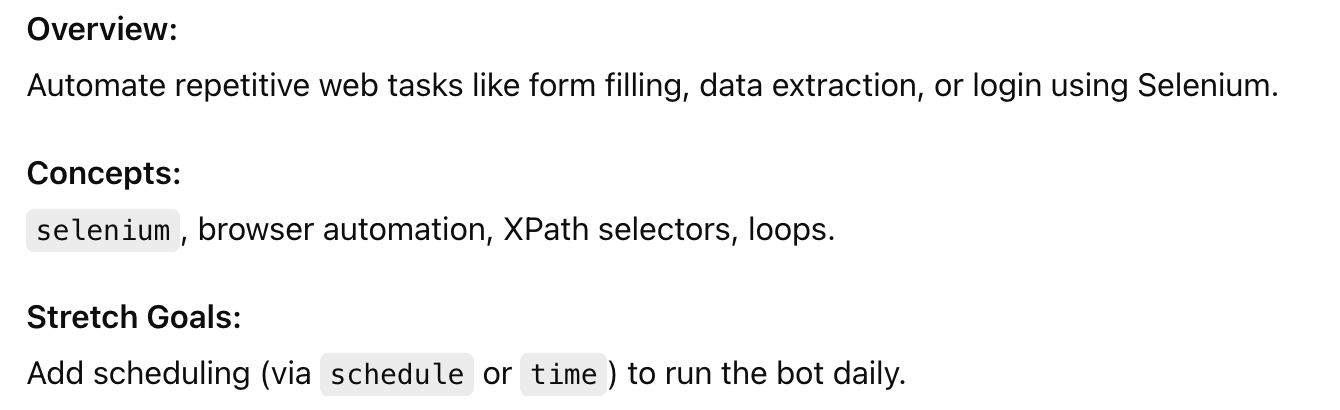 Overview:
Automate repetitive web tasks like form filling, data extraction, or login using Selenium.
Concepts:
selenium, browser automation, XPath selectors, loops.
Stretch Goals:
Add scheduling (via schedule or time) to run the bot daily.